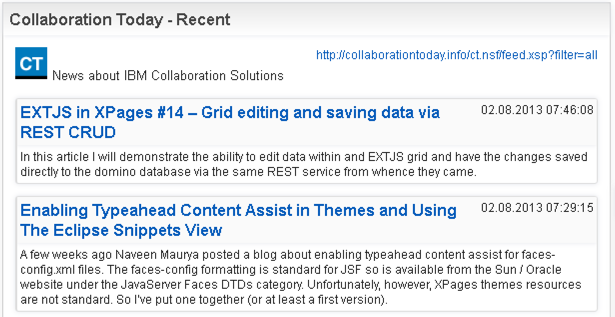 Collaboration Today - Recent
http://collaborationtoday.info/ct.nsf/feed.xsp?filter=all
CT
News about IBM Collaboration Solutions
EXTJS in XPages #14 – Grid editing and saving data via
REST CRUD
02.08.2013 07:46:08
In this article I will demonstrate the ability to edit data within and EXTJS grid and have the changes saved
directly to the domino database via the same REST service from whence they came.
Enabling Typeahead Content Assist in Themes and Using
The Eclipse Snippets View
02.08.2013 07:29:15
A few weeks ago Naveen Maurya posted a blog about enabling typeahead content assist for faces-
config.xml files. The faces-config formatting is standard for JSF so is available from the Sun / Oracle
website under the JavaServer Faces DTDs category. Unfortunately, however, XPages themes resources
are not standard. So I've put one together (or at least a first version).